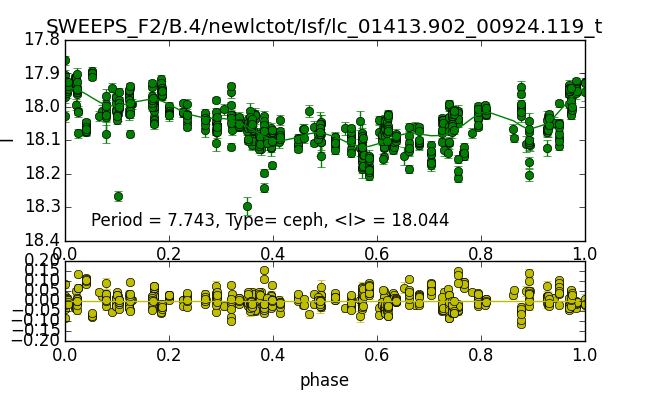 SWEEPS_F2/B.4/newlctot/Isf/lc_01413.902_00924.119_t
17.8
17.9
18.0
18.1
18.2
18.3
18.4
I
Period = 7.743, Type= ceph, <I> = 18.044
0.0 0.2 0.4 0.6 0.8 1.0
0.20
0.15
0.10
0.05
0.00
−0.05
−0.10
−0.15
−0.20
0.0 0.2 0.4 0.6 0.8 1.0
phase